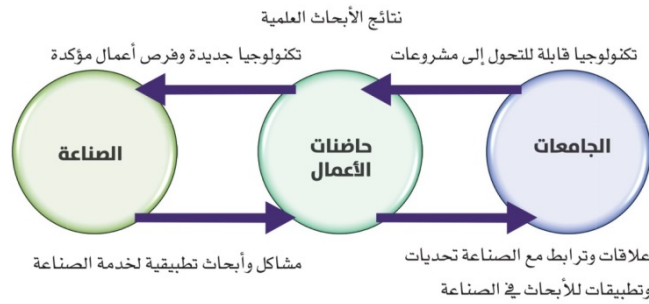 نتائج الأبحاث العلمية
تكنولوجيا قابلة للتحول إلى مشروعات
تكنولوجيا جديدة وفرص أعمال مؤكدة
الجامعات
حاضنات
الأعمال
الصناعة
علاقات وترابط مع الصناعة تحديات
وتطبيقات للأبحاث في الصناعة
مشاكل وأبحاث تطبيقية لخدمة الصناعة